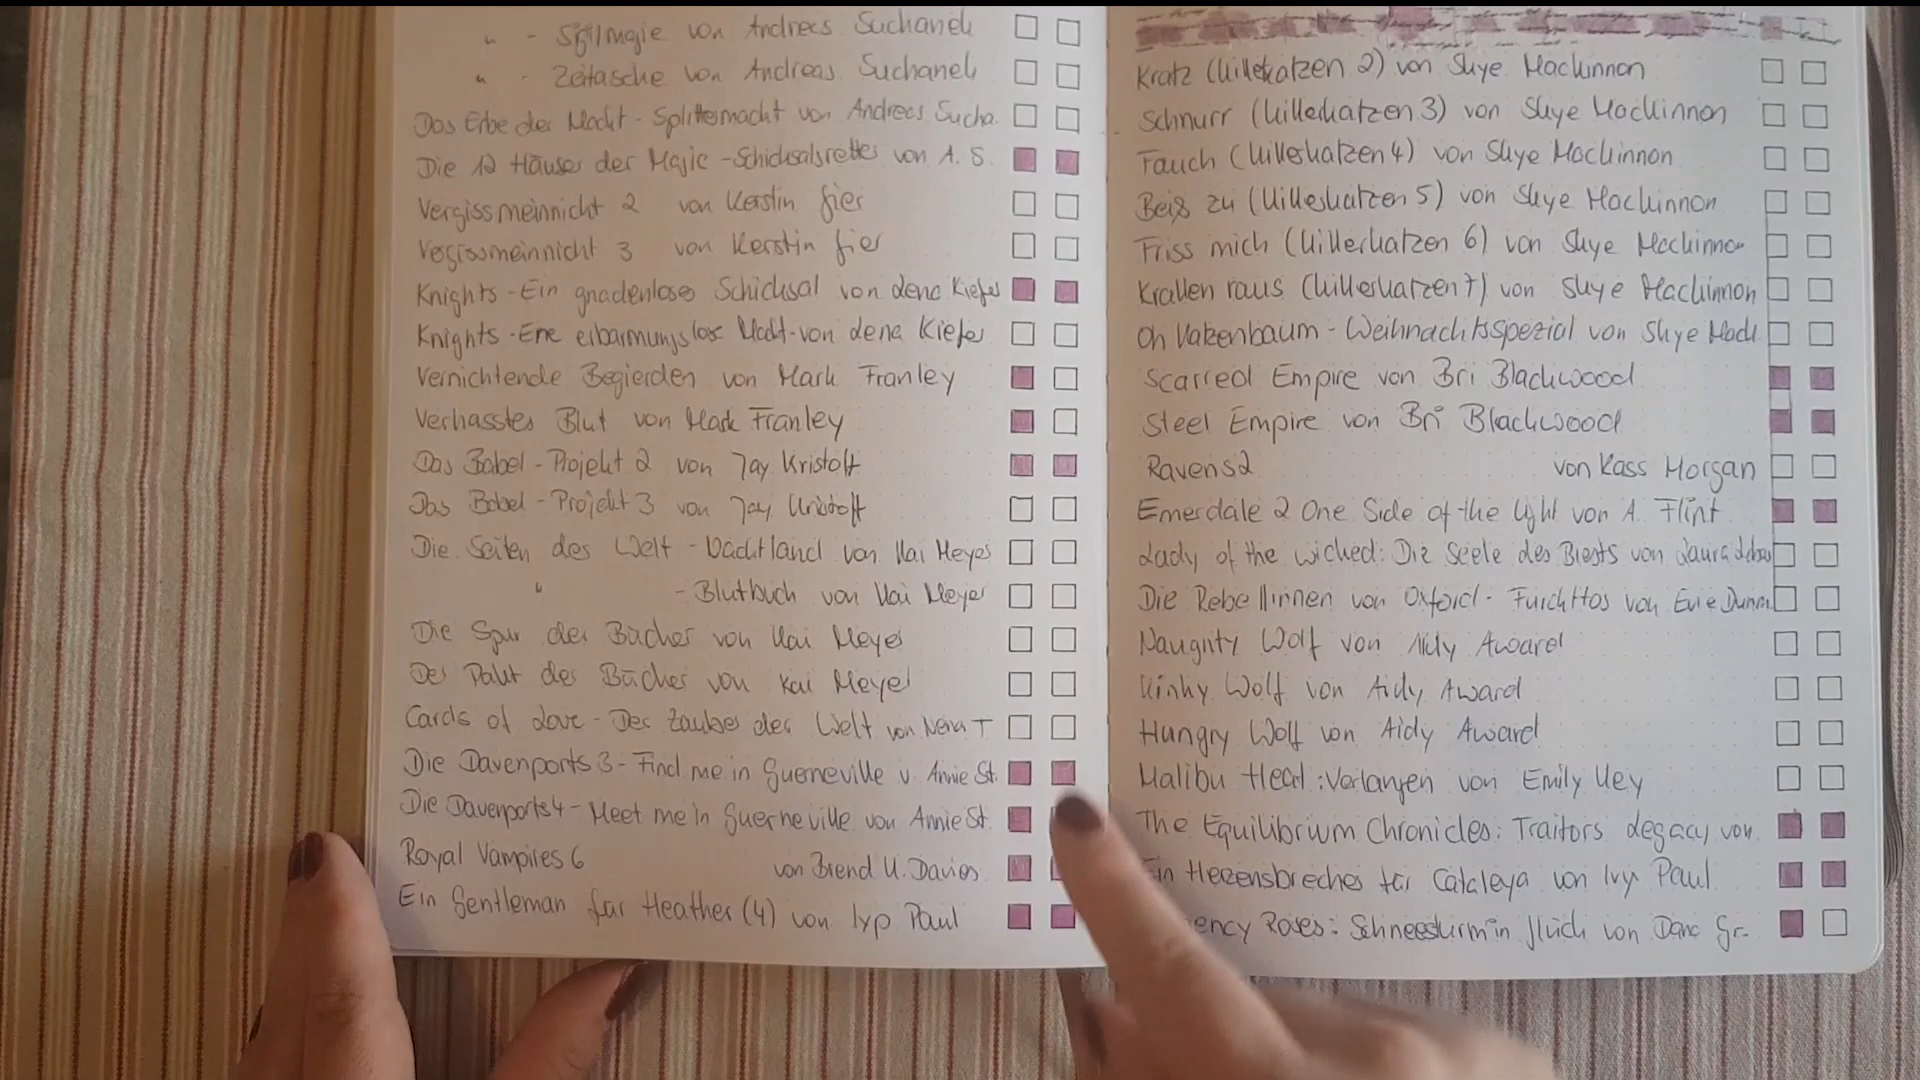 " - Spillmagie von Andreas Suchanek
" - Zeitasche von Andreas Suchanek
Das Erbe der Macht - Splittermacht von Andreas Sucha.
Die 12 Häuser der Magie - Schicksalsretter von A. S.
Vergissmeinnicht 2 von Kerstin Gier
Vergissmeinnicht 3 von Kerstin Gier
Knights - Ein gnadenloses Schicksal von Lena Kiefer
Knights - Eine erbarmungslose Macht - von Lena Kiefer
Vernichtende Begierden von Mark Franley
Verhasstes Blut von Mark Franley
Das Babel - Projekt 2 von Jay Kristoff
Das Babel - Projekt 3 von Jay Kristoff
Die Seiten der Welt - Nachtland von Kai Meyer
" - Blutbuch von Kai Meyer
Die Spur der Bücher von Kai Meyer
Der Pakt der Bücher von Kai Meyer
Cards of Love - Der Zauber der Welt von Nena T
Die Davenports 3 - Find me in Guerneville v. Annie St.
Die Davenports 4 - Meet me in Guerneville von Annie St.
Royal Vampires 6 von Brend K. Davies
Ein Gentleman für Heather (4) von Ivy Paul
Kratz (Killerkatzen 2) von Skye MacKinnon
Schnurr (Killerkatzen 3) von Skye MacKinnon
Fauch (Killerkatzen 4) von Skye MacKinnon
Beiß zu (Killerkatzen 5) von Skye MacKinnon
Friss mich (Killerkatzen 6) von Skye MacKinnon
Krallen raus (Killerkatzen 7) von Skye MacKinnon
Oh Katzenbaum - Weihnachtsspezial von Skye Mack
Scarred Empire von Bri Blackwood
Steel Empire von Bri Blackwood
Ravens 2 von Kass Morgan
Emerdale 2 One Side of the Light von A. Flint
Lady of the wicked: Die Seele des Biests von Laura Labas
Die Rebellinnen von Oxford - Furchtlos von Evie Dunm
Naughty Wolf von Aidy Award
Kinky Wolf von Aidy Award
Hungry Wolf von Aidy Award
Malibu Heat: Verlangen von Emily Key
The Equilibrium Chronicles: Traitors Legacy von
Ein Herzensbrecher für Cataleya von Ivy Paul
ency Roses: Schneesturm in Glück von Dana Gr.